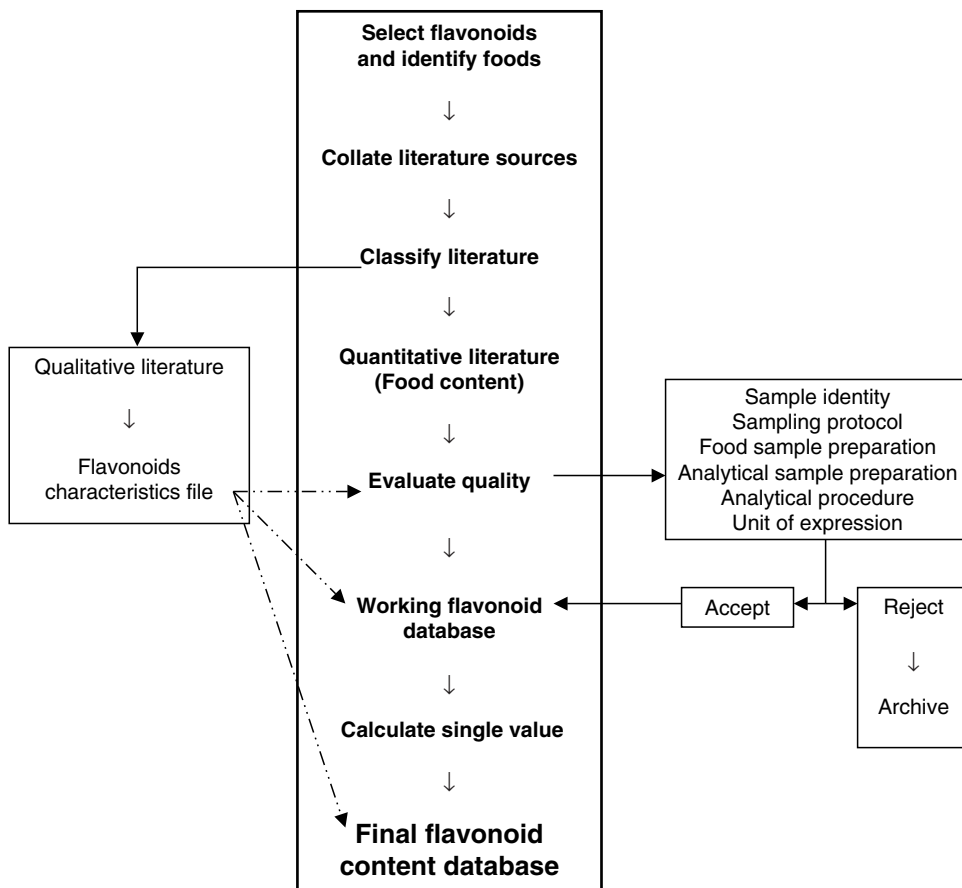 Select flavonoids
and identify foods
↓
Collate literature sources
↓
Classify literature
↓
Quantitative literature
(Food content)
↓
Evaluate quality
↓
Working flavonoid
database
↓
Calculate single value
↓
Final flavonoid
content database
Qualitative literature
↓
Flavonoids
characteristics file
Sample identity
Sampling protocol
Food sample preparation
Analytical sample preparation
Analytical procedure
Unit of expression
Accept
Reject
↓
Archive